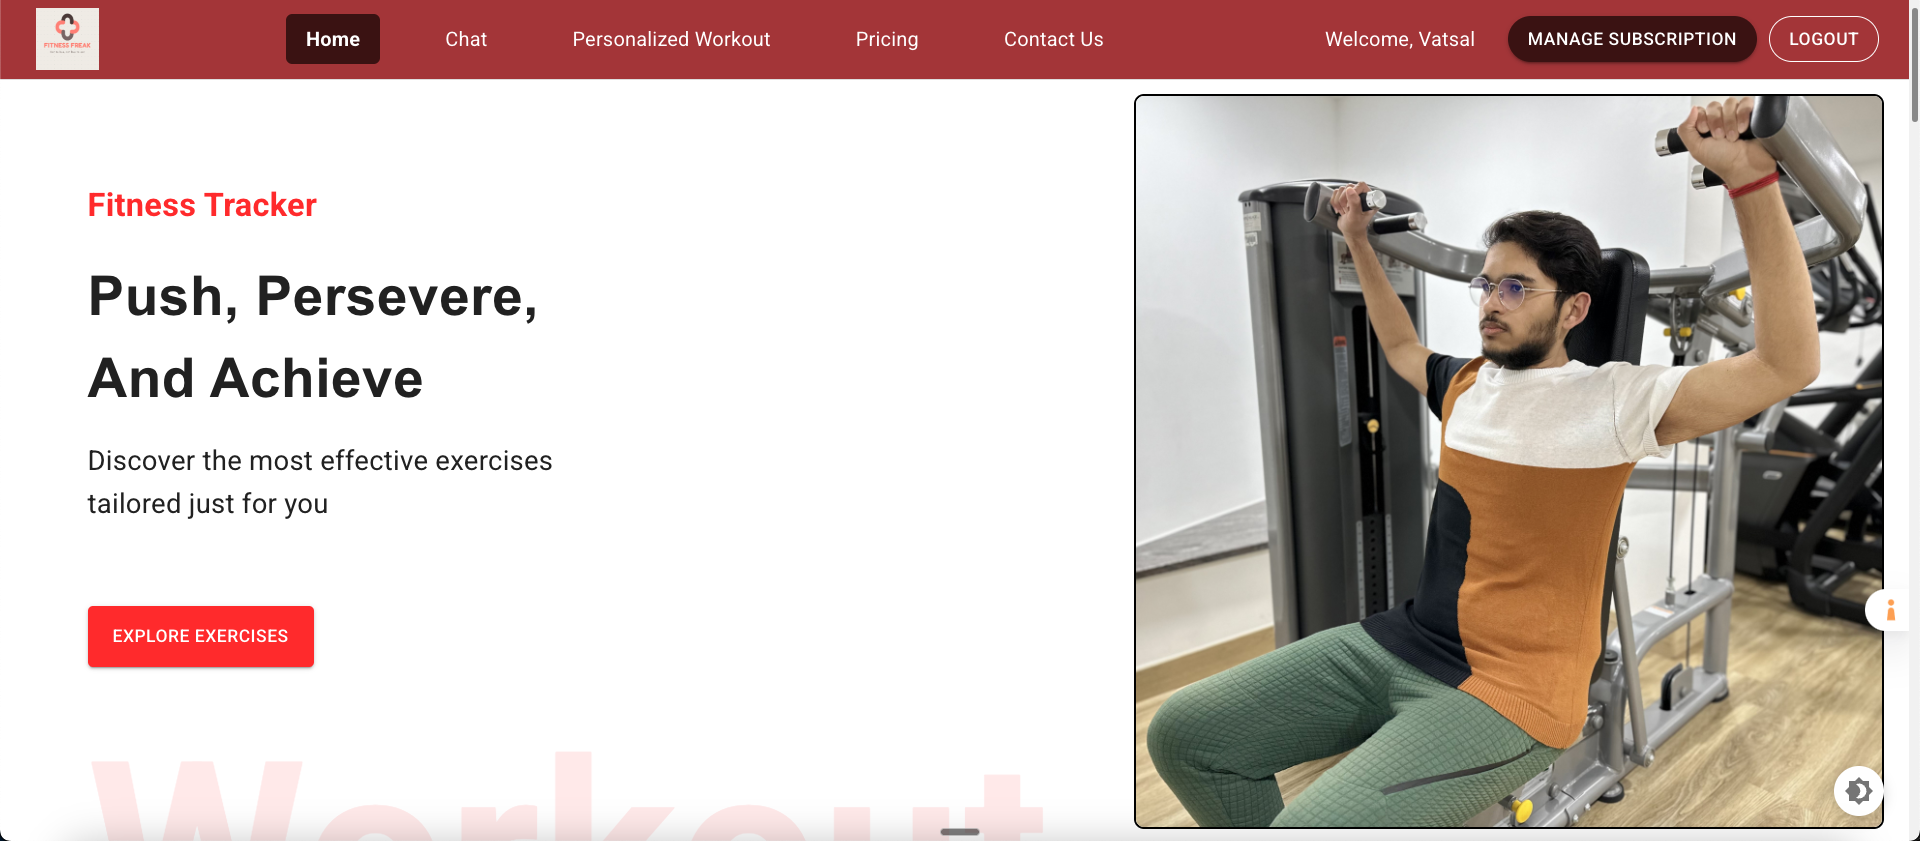 FITNESS FREAK
Home
Chat
Personalized Workout
Pricing
Contact Us
Welcome, Vatsal
MANAGE SUBSCRIPTION
LOGOUT
Fitness Tracker
Push, Persevere,
And Achieve
Discover the most effective exercises
tailored just for you
EXPLORE EXERCISES
Workout